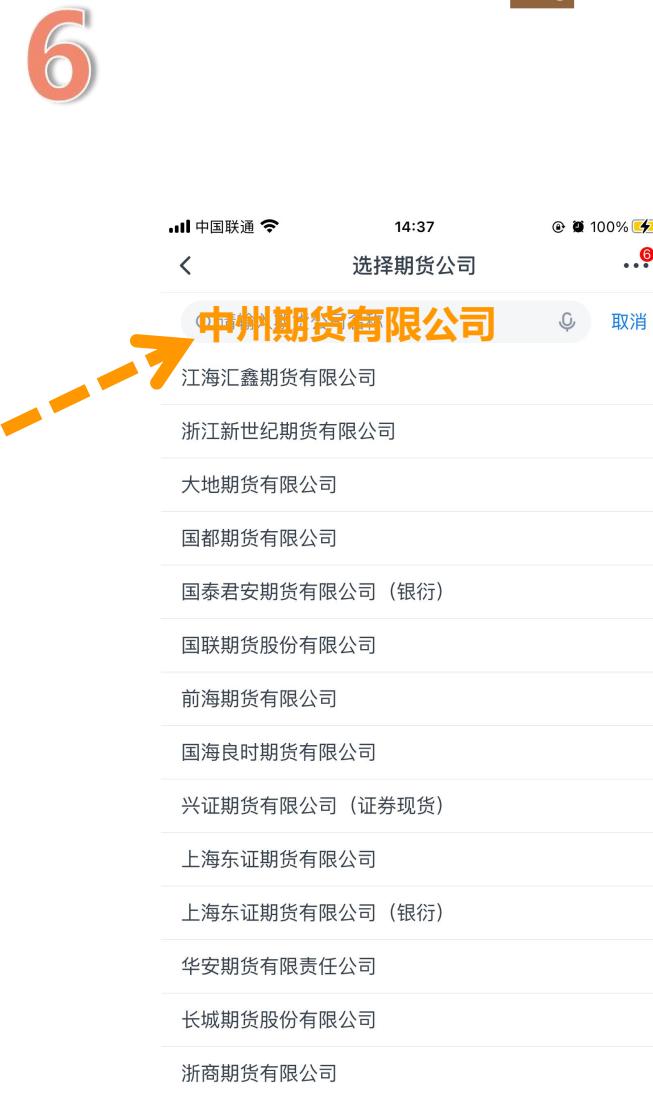 6
中国联通 14:37 100%
选择期货公司
6
中州期货有限公司
取消
江海汇鑫期货有限公司
浙江新世纪期货有限公司
大地期货有限公司
国都期货有限公司
国泰君安期货有限公司（银衍）
国联期货股份有限公司
前海期货有限公司
国海良时期货有限公司
兴证期货有限公司（证券现货）
上海东证期货有限公司
上海东证期货有限公司（银衍）
华安期货有限责任公司
长城期货股份有限公司
浙商期货有限公司